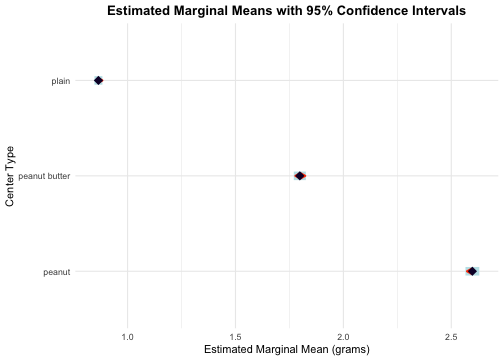 Estimated Marginal Means with 95% Confidence Intervals
Center Type
plain
peanut butter
peanut
1.0 1.5 2.0 2.5
Estimated Marginal Mean (grams)